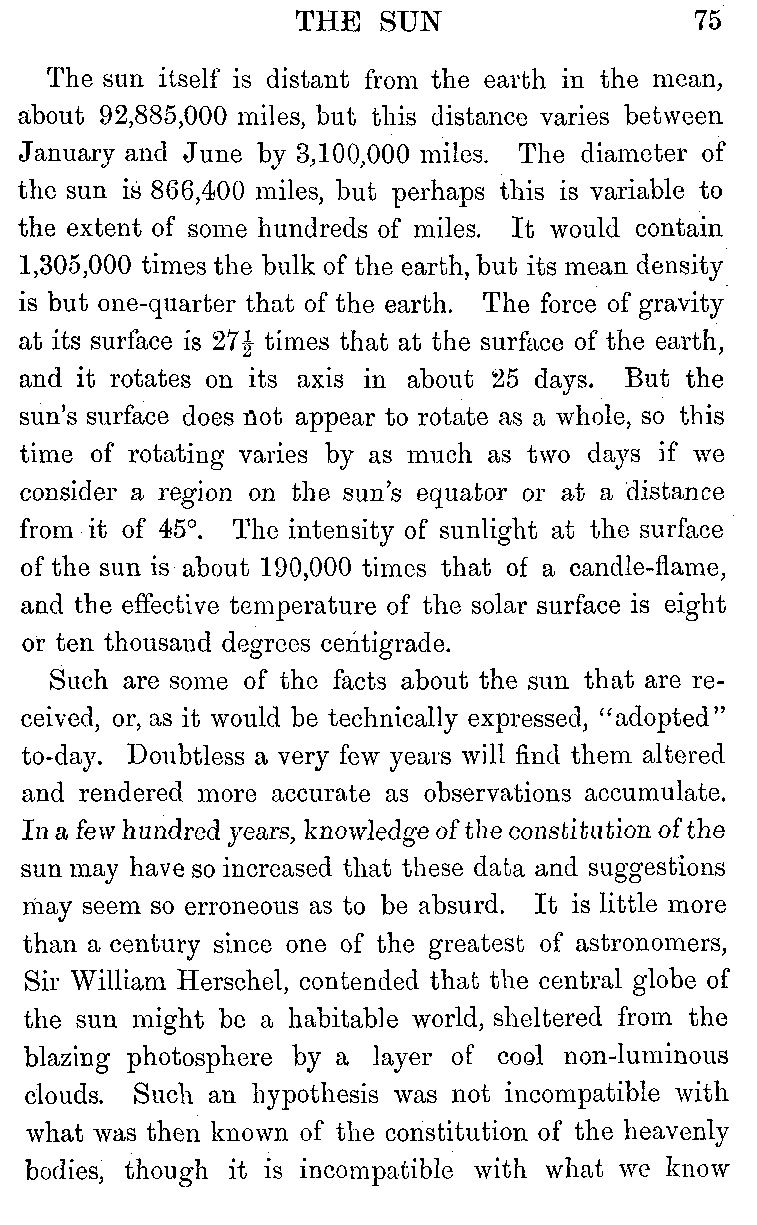 THE SUN 75
The sun itself is distant from the earth in the mean,
about 92,885,000 miles, but this distance varies between
January and June by 3,100,000 miles. The diameter of
the sun is 866,400 miles, but perhaps this is variable to
the extent of some hundreds of miles. It would contain
1,305,000 times the bulk of the earth, but its mean density
is but one-quarter that of the earth. The force of gravity
at its surface is 27½ times that at the surface of the earth,
and it rotates on its axis in about 25 days. But the
sun's surface does not appear to rotate as a whole, so this
time of rotating varies by as much as two days if we
consider a region on the sun's equator or at a distance
from it of 45°. The intensity of sunlight at the surface
of the sun is about 190,000 times that of a candle-flame,
and the effective temperature of the solar surface is eight
or ten thousand degrees centigrade.
Such are some of the facts about the sun that are re-
ceived, or, as it would be technically expressed, "adopted"
to-day. Doubtless a very few years will find them altered
and rendered more accurate as observations accumulate.
In a few hundred years, knowledge of the constitution of the
sun may have so increased that these data and suggestions
may seem so erroneous as to be absurd. It is little more
than a century since one of the greatest of astronomers,
Sir William Herschel, contended that the central globe of
the sun might be a habitable world, sheltered from the
blazing photosphere by a layer of cool non-luminous
clouds. Such an hypothesis was not incompatible with
what was then known of the constitution of the heavenly
bodies, though it is incompatible with what we know